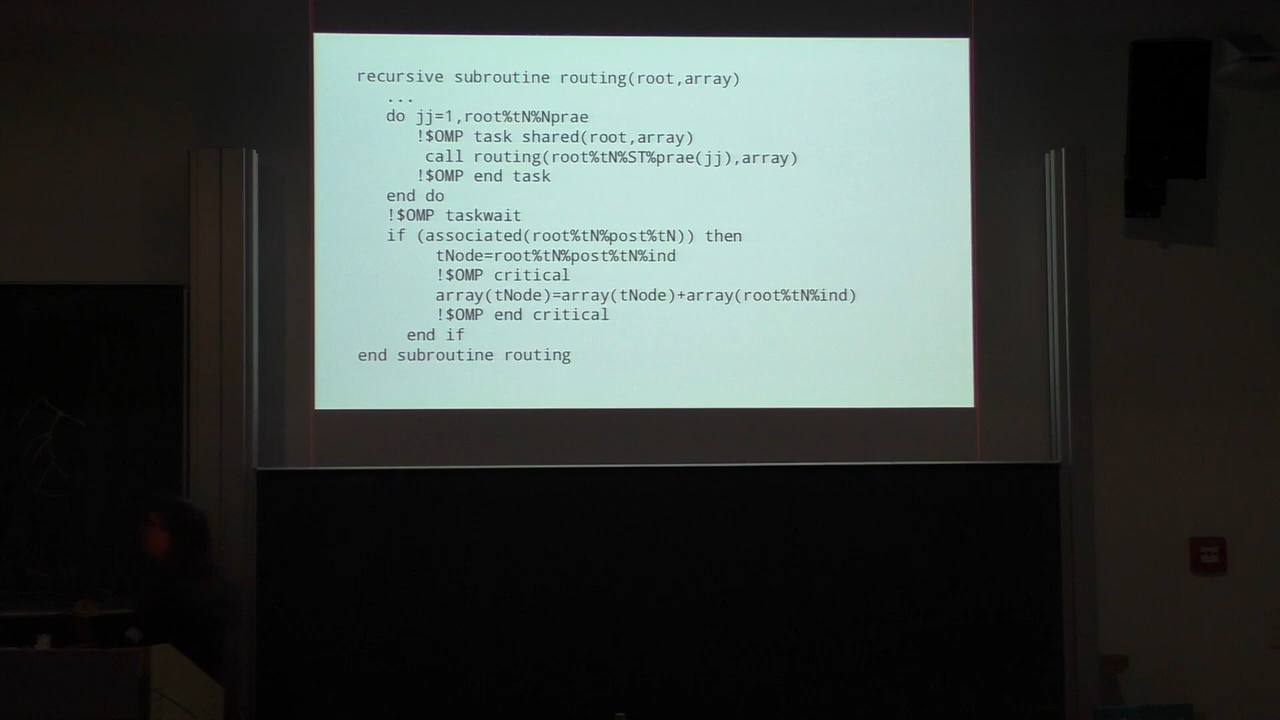 recursive subroutine routing(root,array)
...
do jj=1,root%tN%Nprae
!$OMP task shared(root,array)
call routing(root%tN%ST%prae(jj),array)
!$OMP end task
end do
!$OMP taskwait
if (associated(root%tN%post%tN)) then
tNode=root%tN%post%tN%ind
!$OMP critical
array(tNode)=array(tNode)+array(root%tN%ind)
!$OMP end critical
end if
end subroutine routing